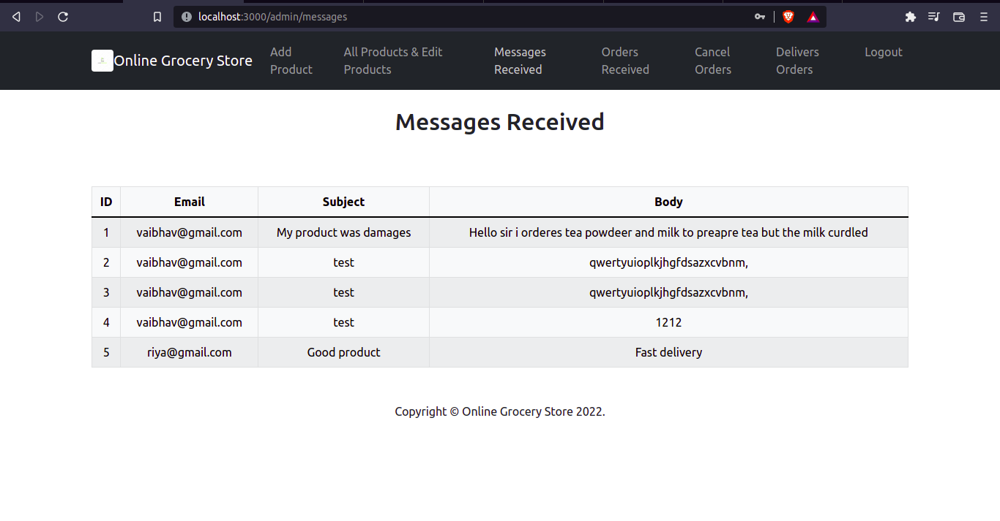 localhost:3000/admin/messages
Online Grocery Store
Add Product
All Products & Edit Products
Messages Received
Orders Received
Cancel Orders
Delivers Orders
Logout
Messages Received
ID Email Subject Body
1 vaibhav@gmail.com My product was damages Hello sir i orderes tea powdeer and milk to preapre tea but the milk curdled
2 vaibhav@gmail.com test qwertyuioplkjhgfdsazxcvbnm,
3 vaibhav@gmail.com test qwertyuioplkjhgfdsazxcvbnm,
4 vaibhav@gmail.com test 1212
5 riya@gmail.com Good product Fast delivery
Copyright © Online Grocery Store 2022.